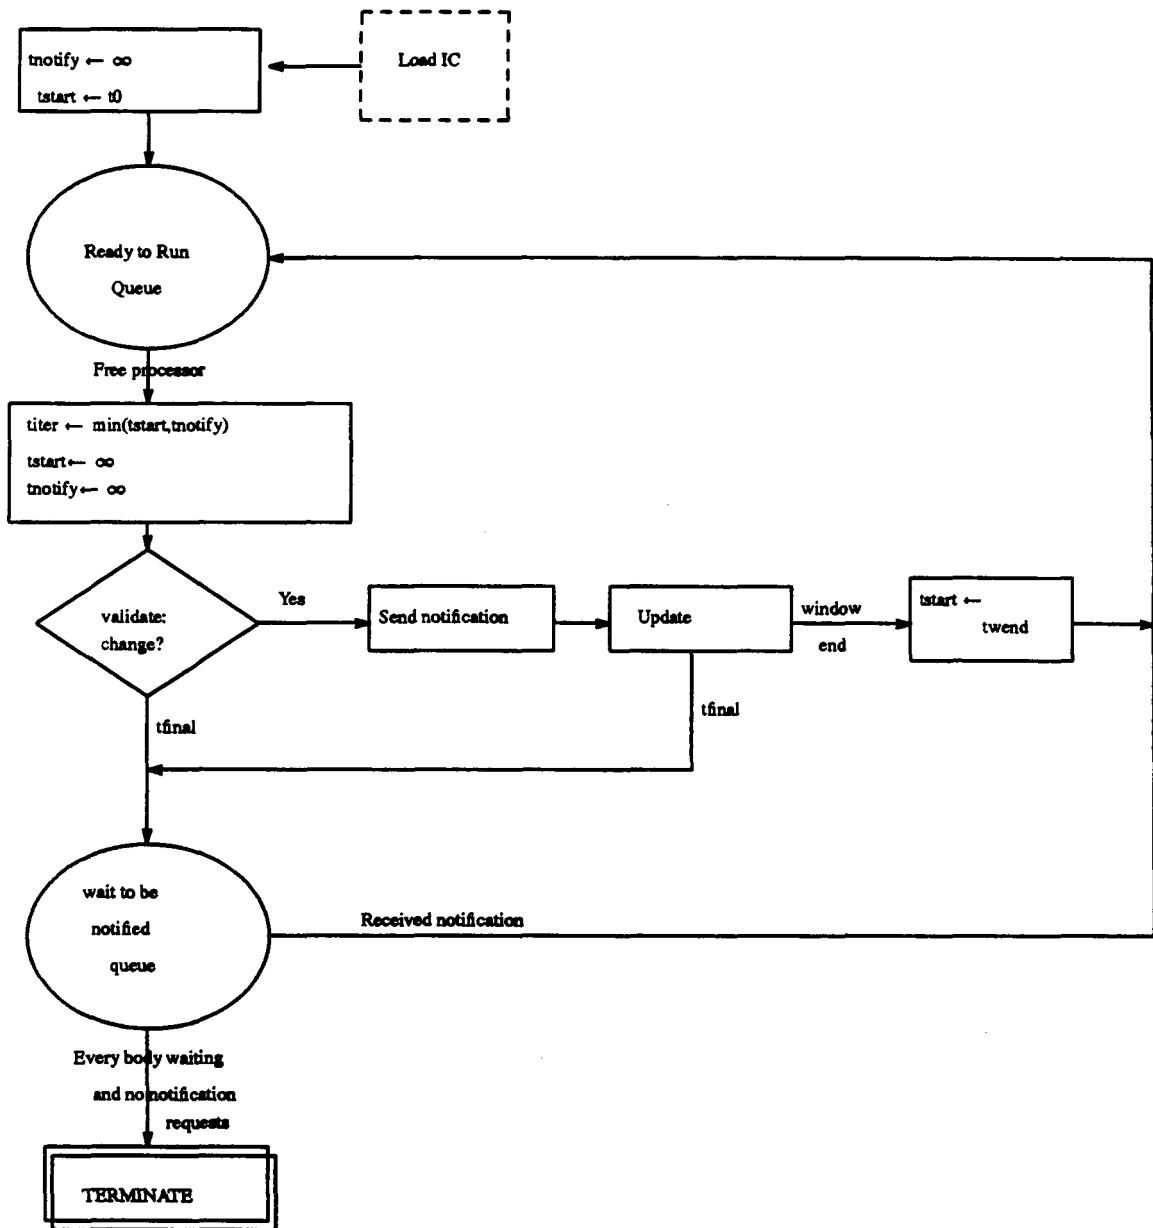 tnotify ← ∞
tstart ← t0
Load IC
Ready to Run
Queue
Free processor
titer ← min(tstart,tnotify)
tstart← ∞
tnotify← ∞
validate:
change?
Yes
Send notification
Update
window
end
tstart ←
twend
tfinal
tfinal
wait to be
notified
queue
Received notification
Every body waiting
and no notification
requests
TERMINATE